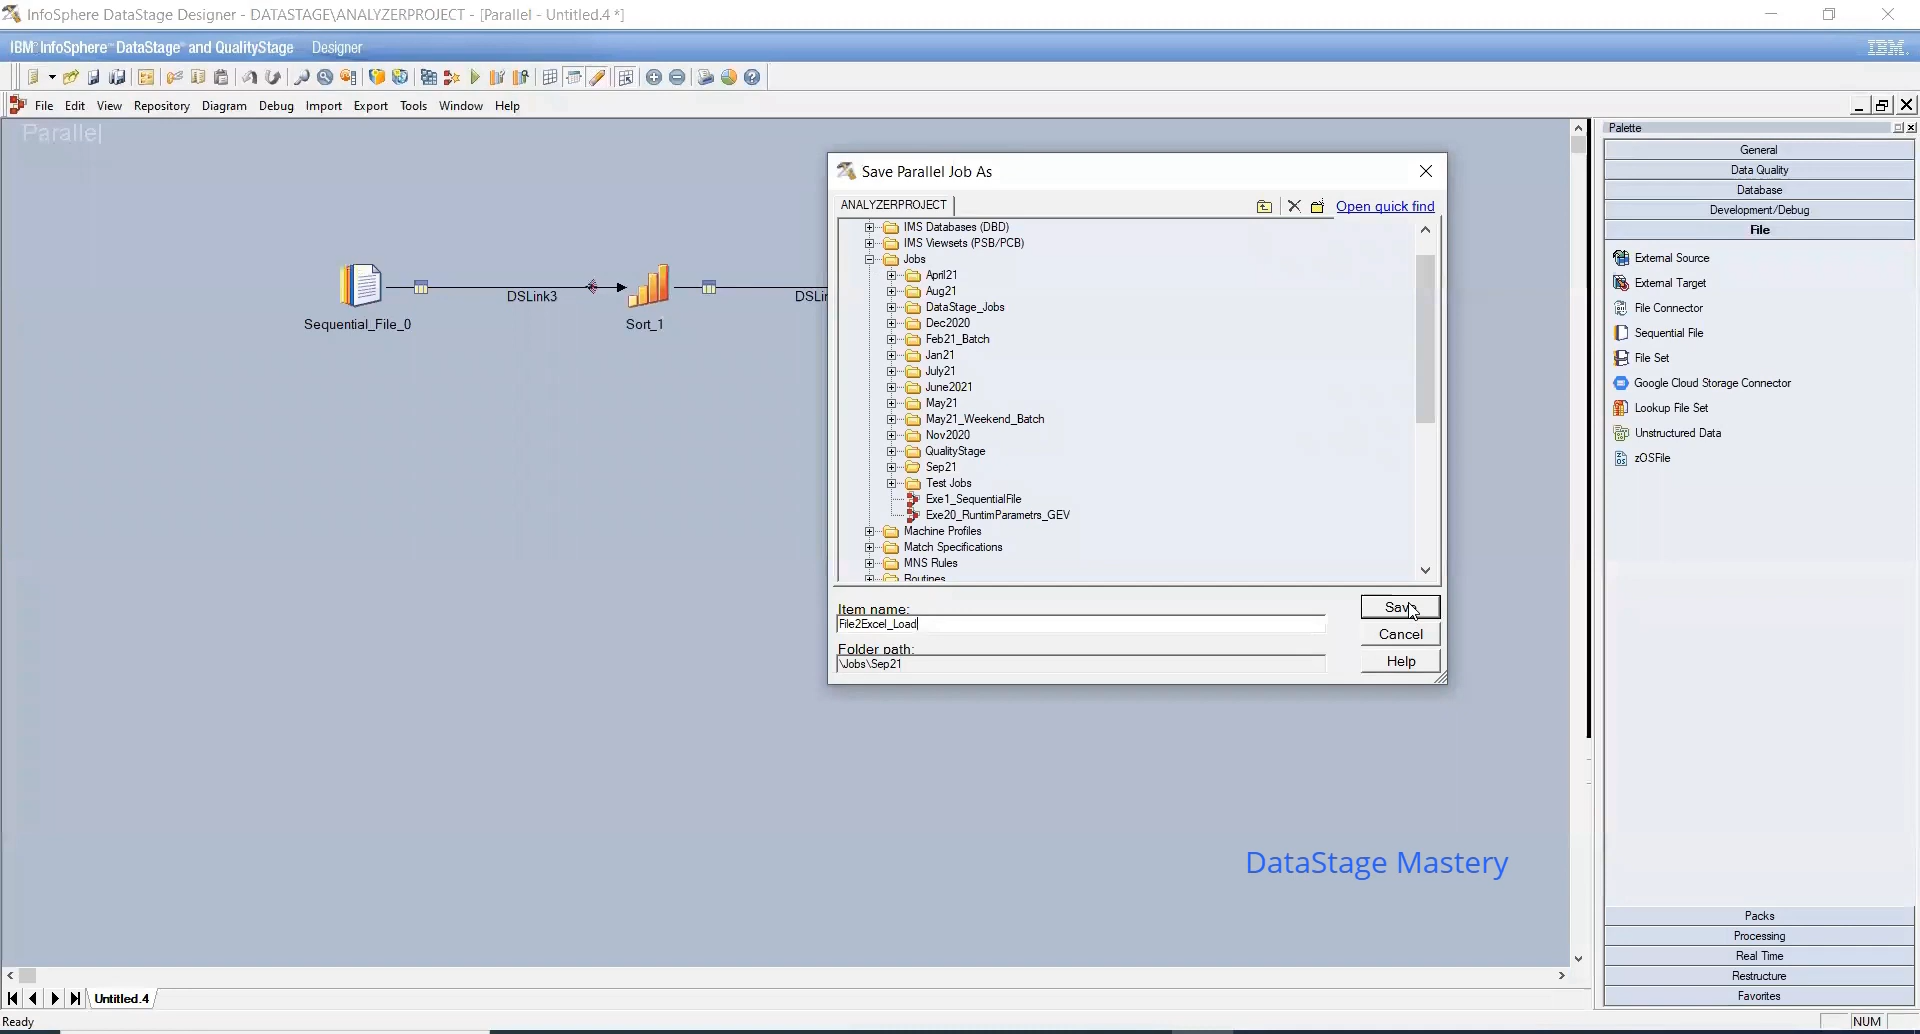 InfoSphere DataStage Designer - DATASTAGE\ANALYZERPROJECT - [Parallel - Untitled.4 *]
IBM® InfoSphere™ DataStage® and QualityStage Designer
IBM.
File Edit View Repository Diagram Debug Import Export Tools Window Help
Parallel
Sequential_File_0
DSLink3
Sort_1
DSLin
Save Parallel Job As
ANALYZERPROJECT
Open quick find
IMS Databases (DBD)
IMS Viewsets (PSB/PCB)
Jobs
April21
Aug21
DataStage_Jobs
Dec2020
Feb21_Batch
Jan21
July21
June2021
May21
May21_Weekend_Batch
Nov2020
QualityStage
Sep21
Test Jobs
Exe1_SequentialFile
Exe20_RuntimParametrs_GEV
Machine Profiles
Match Specifications
MNS Rules
Routines
Item name:
File2Excel_Load
Folder path:
\Jobs\Sep21
Save
Cancel
Help
Palette
General
Data Quality
Database
Development/Debug
File
External Source
External Target
File Connector
Sequential File
File Set
Google Cloud Storage Connector
Lookup File Set
Unstructured Data
zOSFile
Packs
Processing
Real Time
Restructure
Favorites
DataStage Mastery
Untitled.4
Ready
NUM